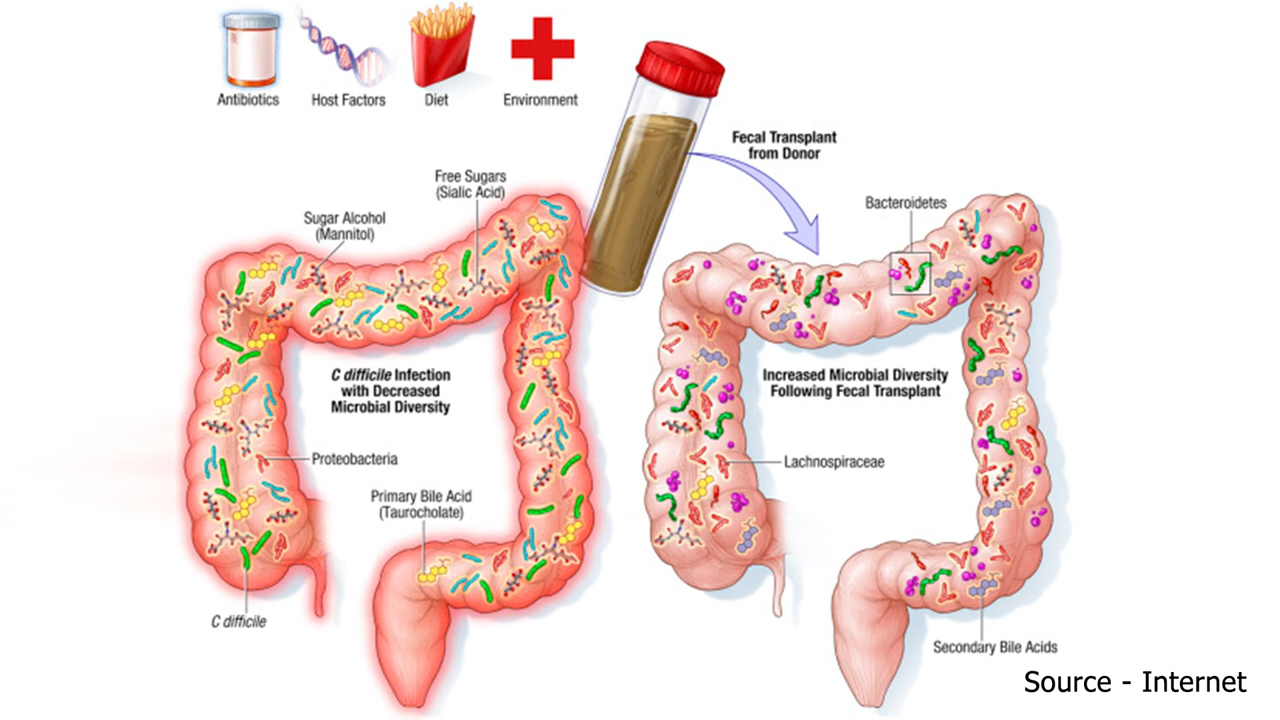 Antibiotics
Host Factors
Diet
Environment
Fecal Transplant
from Donor
Free Sugars
(Sialic Acid)
Sugar Alcohol
(Mannitol)
Bacteroidetes
C difficile Infection
with Decreased
Microbial Diversity
Increased Microbial Diversity
Following Fecal Transplant
Proteobacteria
Lachnospiraceae
Primary Bile Acid
(Taurocholate)
C difficile
Secondary Bile Acids
Source - Internet